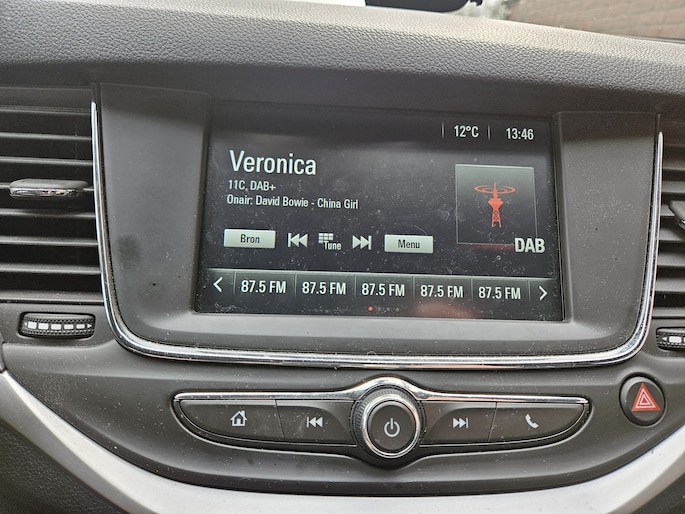 12°C 13:46
Veronica
11C, DAB+
Onair: David Bowie - China Girl
Bron Tune Menu
DAB
87.5 FM 87.5 FM 87.5 FM 87.5 FM 87.5 FM